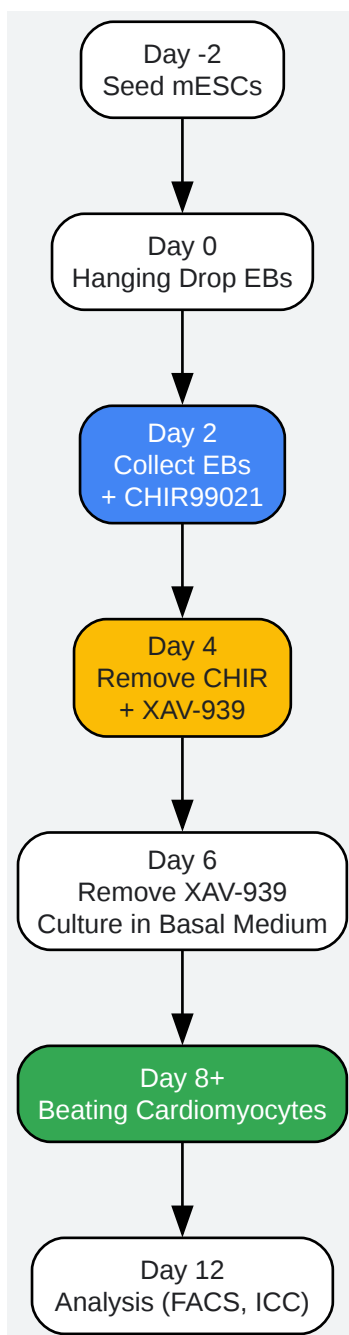 Day -2
Seed mESCs
Day 0
Hanging Drop EBs
Day 2
Collect EBs
+ CHIR99021
Day 4
Remove CHIR
+ XAV-939
Day 6
Remove XAV-939
Culture in Basal Medium
Day 8+
Beating Cardiomyocytes
Day 12
Analysis (FACS, ICC)